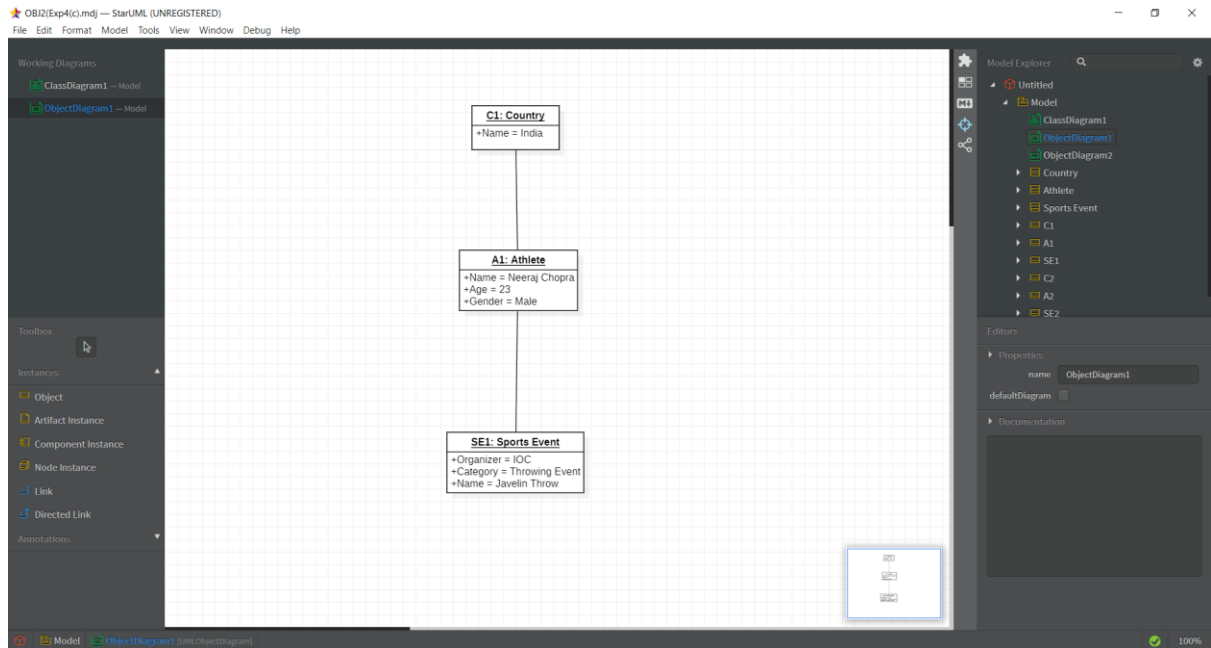 OBJ2(Exp4(c).mdj — StarUML (UNREGISTERED)
File Edit Format Model Tools View Window Debug Help
Working Diagrams
ClassDiagram1 — Model
ObjectDiagram1 — Model
Toolbox
Instances
Object
Artifact Instance
Component Instance
Node Instance
Link
Directed Link
Annotations
C1: Country
+Name = India
A1: Athlete
+Name = Neeraj Chopra
+Age = 23
+Gender = Male
SE1: Sports Event
+Organizer = IOC
+Category = Throwing Event
+Name = Javelin Throw
M
Model Explorer
Untitled
Model
ClassDiagram1
ObjectDiagram1
ObjectDiagram2
Country
Athlete
Sports Event
C1
A1
SE1
C2
A2
SE2
Editors
Properties
name ObjectDiagram1
defaultDiagram
Documentation
Model ObjectDiagram1 [UMLObjectDiagram]
100%